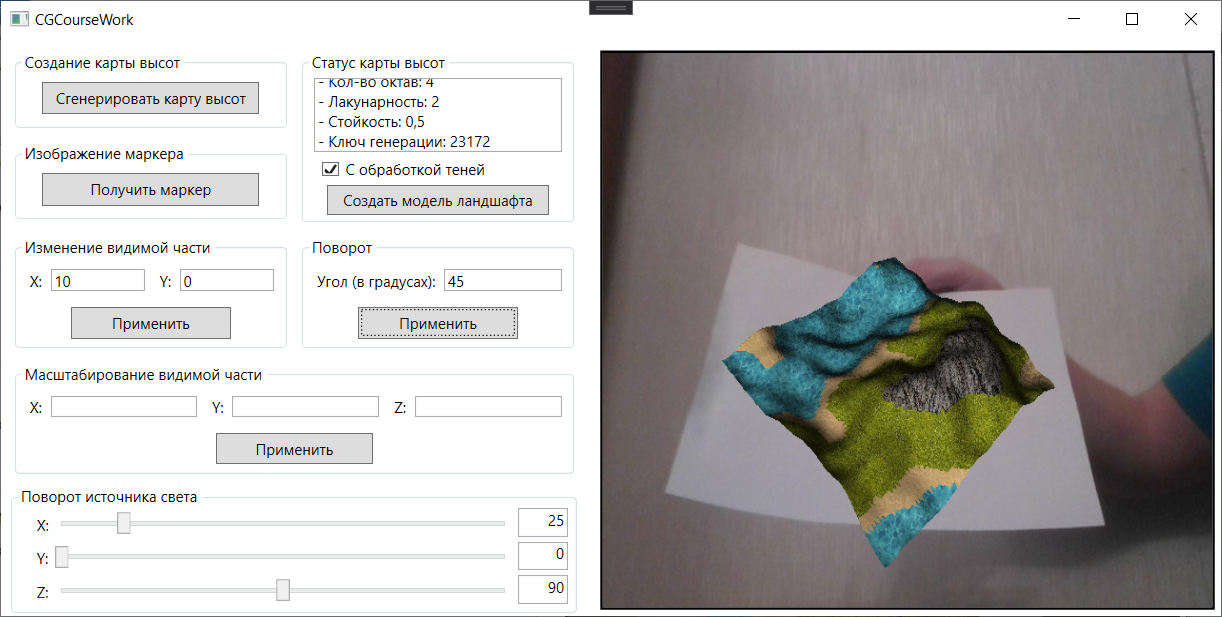 CGCourseWork
Создание карты высот
Сгенерировать карту высот
Изображение маркера
Получить маркер
Статус карты высот
- Кол-во октав: 4
- Лакунарность: 2
- Стойкость: 0,5
- Ключ генерации: 23172
С обработкой теней
Создать модель ландшафта
Изменение видимой части
X: 10 Y: 0
Применить
Поворот
Угол (в градусах): 45
Применить
Масштабирование видимой части
X: Y: Z:
Применить
Поворот источника света
X: 25
Y: 0
Z: 90